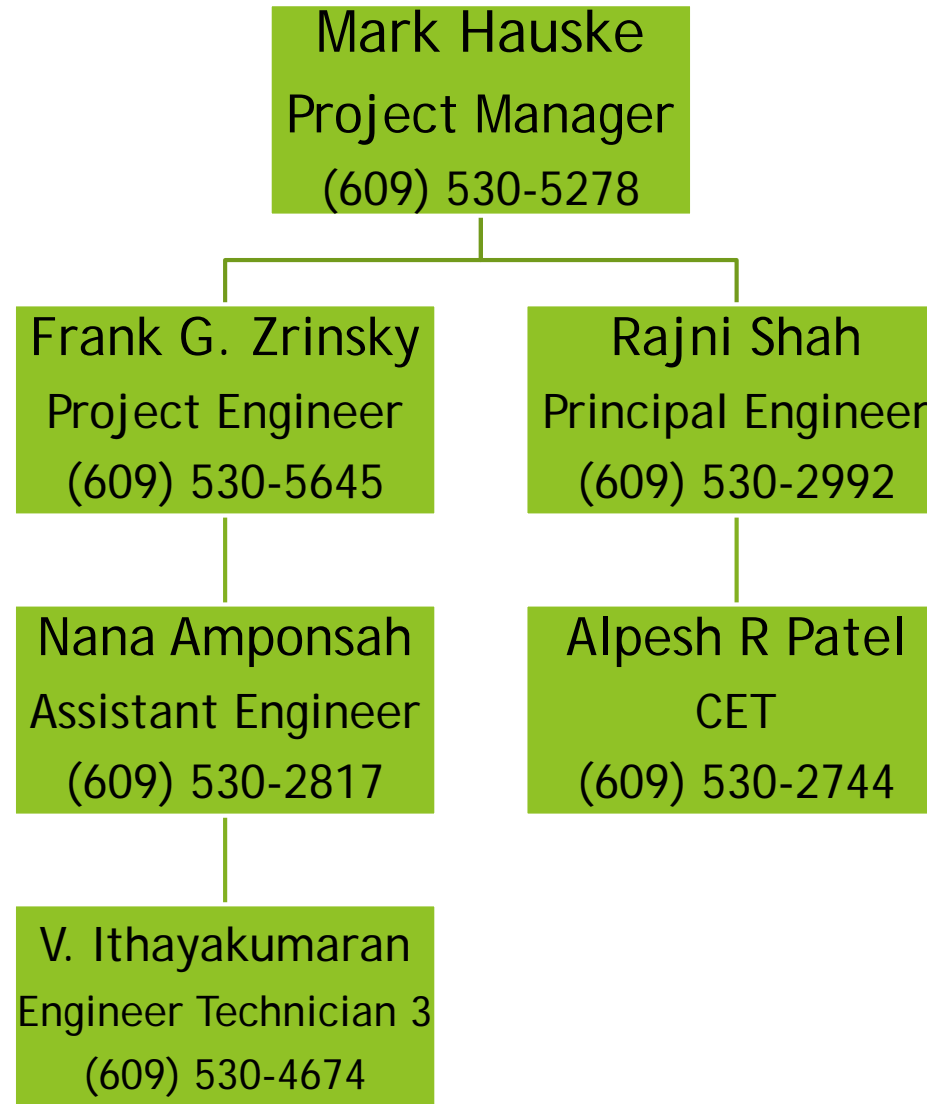 Mark Hauske
Project Manager
(609) 530-5278
Frank G. Zrinsky
Project Engineer
(609) 530-5645
Rajni Shah
Principal Engineer
(609) 530-2992
Nana Amponsah
Assistant Engineer
(609) 530-2817
Alpesh R Patel
CET
(609) 530-2744
V. Ithayakumaran
Engineer Technician 3
(609) 530-4674